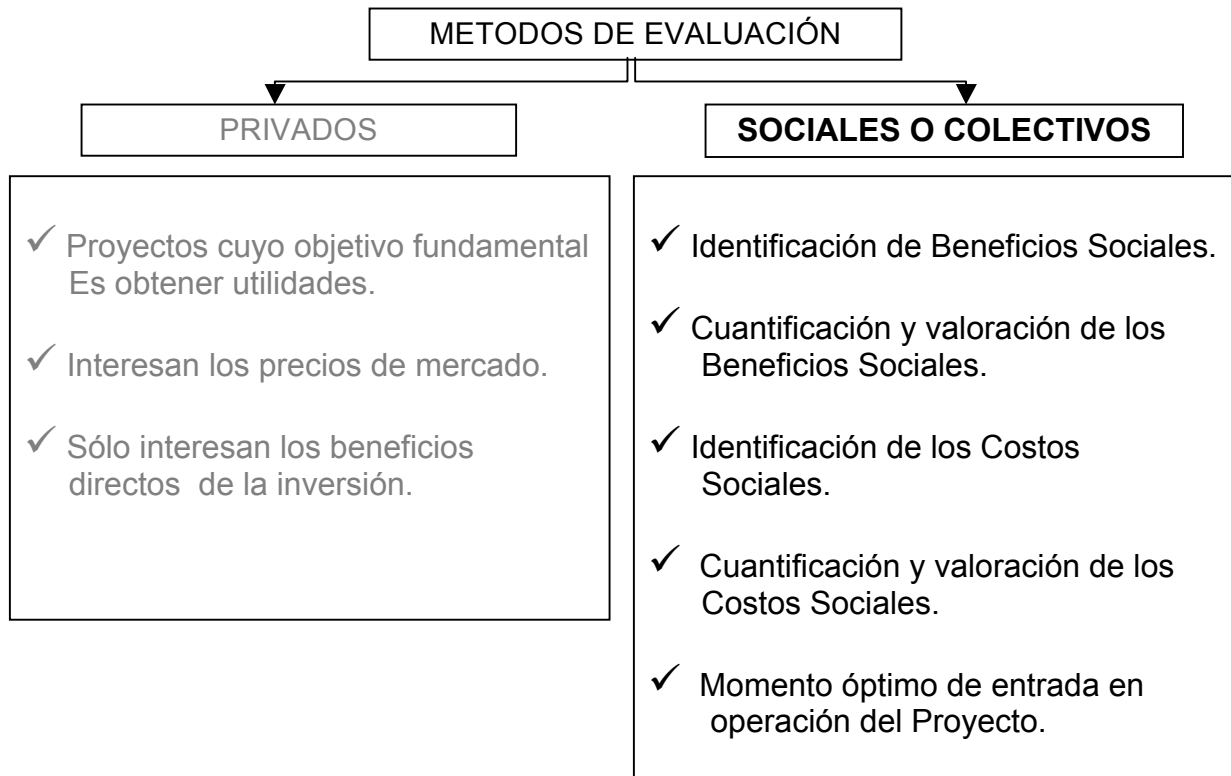 METODOS DE EVALUACIÓN
PRIVADOS
✓ Proyectos cuyo objetivo fundamental
Es obtener utilidades.
✓ Interesan los precios de mercado.
✓ Sólo interesan los beneficios
directos de la inversión.
SOCIALES O COLECTIVOS
✓ Identificación de Beneficios Sociales.
✓ Cuantificación y valoración de los
Beneficios Sociales.
✓ Identificación de los Costos
Sociales.
✓ Cuantificación y valoración de los
Costos Sociales.
✓ Momento óptimo de entrada en
operación del Proyecto.